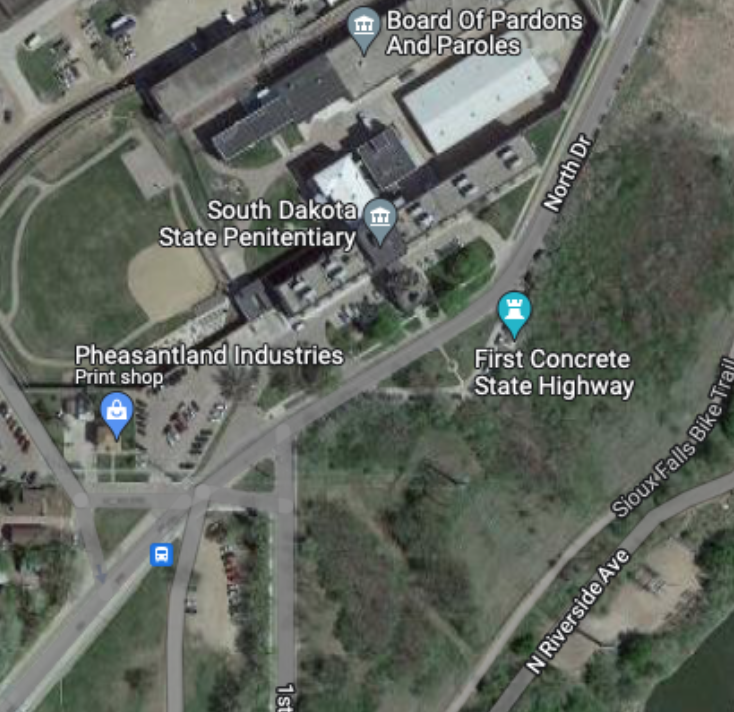 Board Of Pardons
And Paroles
North Dr
South Dakota
State Penitentiary
Pheasantland Industries
Print shop
First Concrete
State Highway
Sioux Falls Bike Trail
N Riverside Ave
1st